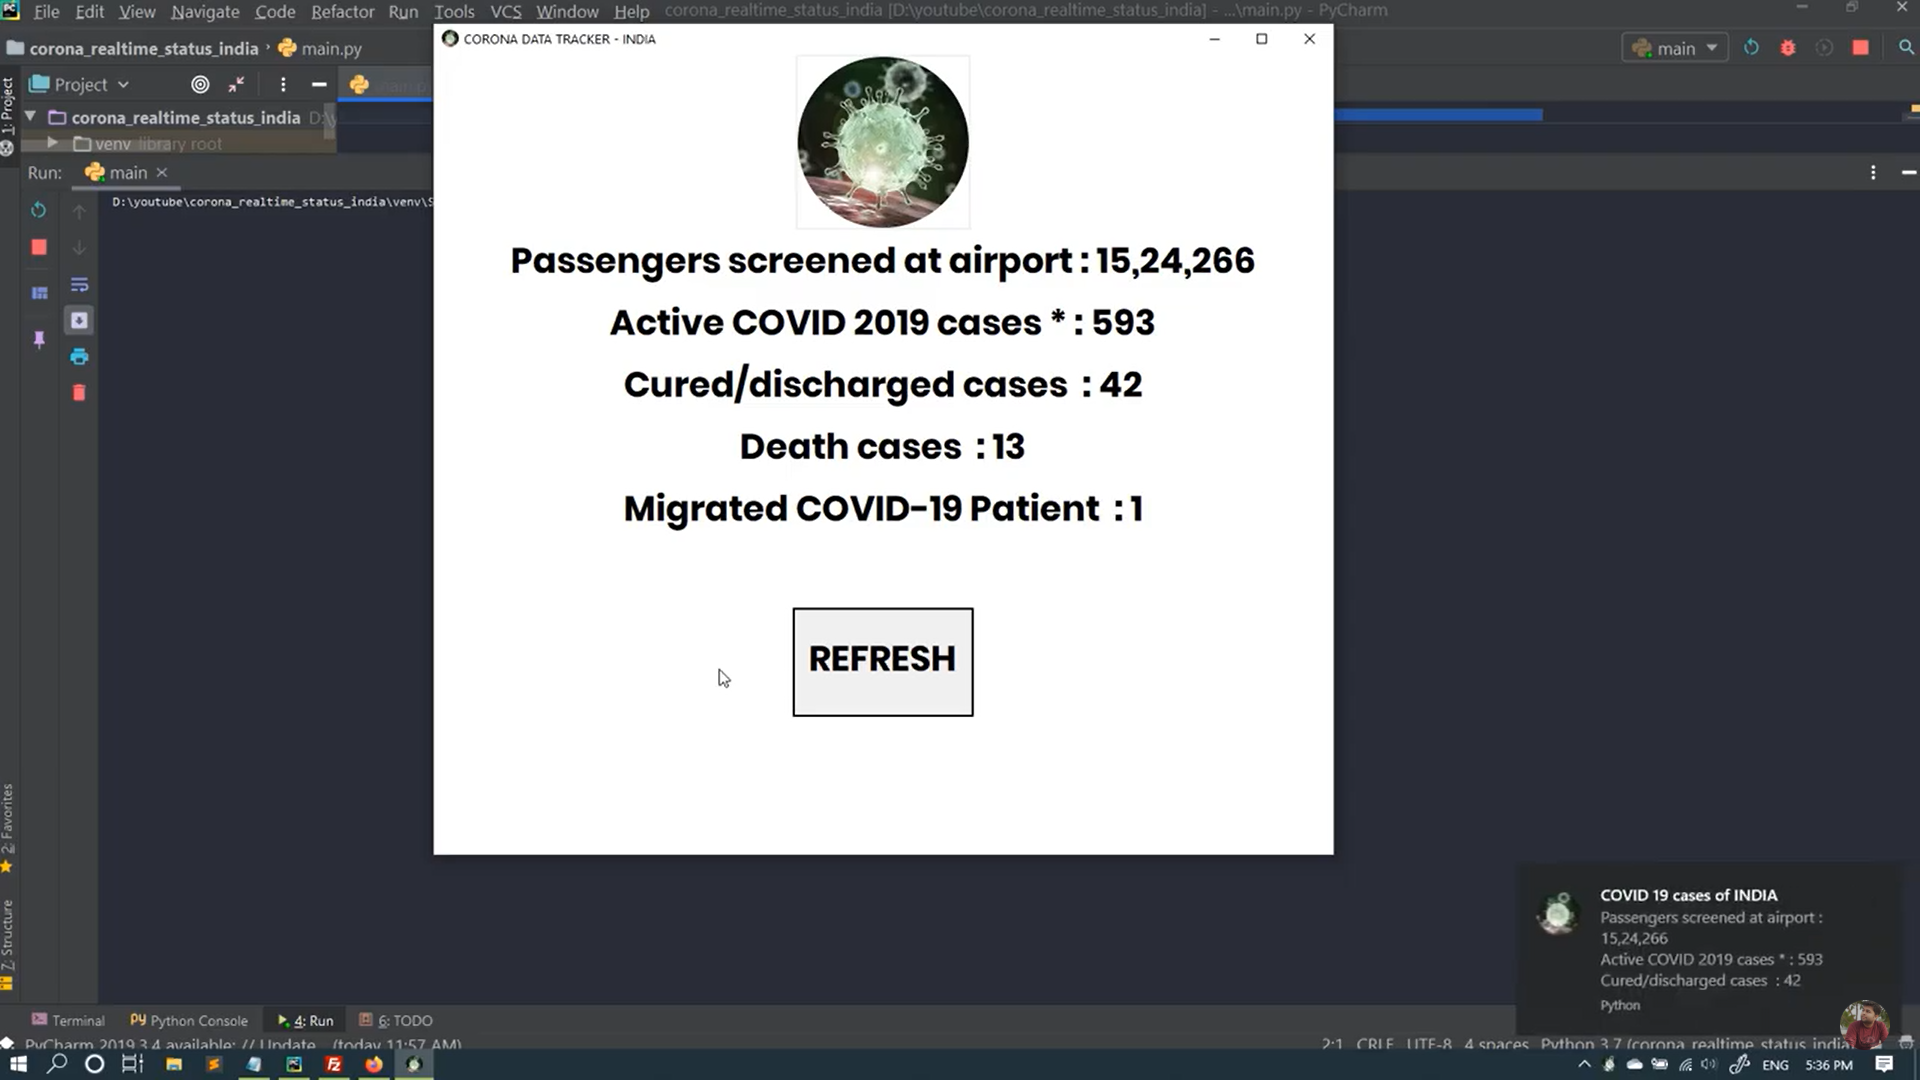 File Edit View Navigate Code Refactor Run Tools VCS Window Help corona_realtime_status_india [D:\youtube\corona_realtime_status_india] - ...\main.py - PyCharm
corona_realtime_status_india main.py
main
CORONA DATA TRACKER - INDIA
Project
corona_realtime_status_india
venv library root
1: Project
Run: main
D:\youtube\corona_realtime_status_india\venv\
Passengers screened at airport : 15,24,266
Active COVID 2019 cases * : 593
Cured/discharged cases : 42
Death cases : 13
Migrated COVID-19 Patient : 1
REFRESH
2: Favorites
7: Structure
COVID 19 cases of INDIA
Passengers screened at airport :
15,24,266
Active COVID 2019 cases * : 593
Cured/discharged cases : 42
Python
Terminal Python Console 4: Run 6: TODO
PyCharm 2019.3.4 available: // Update... (today 11:57 AM)
2:1 CRLF UTF-8 4 spaces Python 3.7 (corona_realtime_status_india)
ENG 5:36 PM